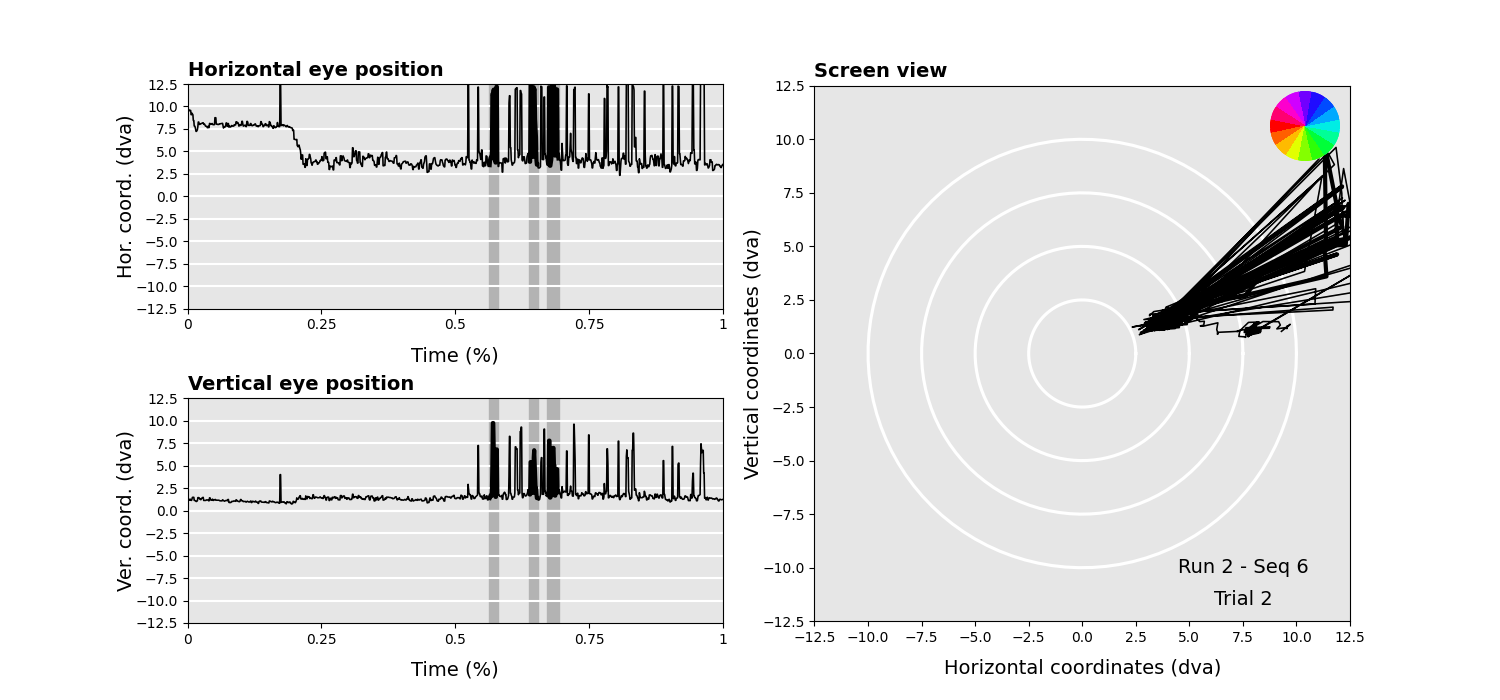 Horizontal eye position
12.5
10.0
7.5
5.0
2.5
0.0
−2.5
−5.0
−7.5
−10.0
−12.5
Hor. coord. (dva)
0 0.25 0.5 0.75 1
Time (%)
Vertical eye position
12.5
10.0
7.5
5.0
2.5
0.0
−2.5
−5.0
−7.5
−10.0
−12.5
Ver. coord. (dva)
0 0.25 0.5 0.75 1
Time (%)
Screen view
12.5
10.0
7.5
5.0
2.5
0.0
−2.5
−5.0
−7.5
−10.0
−12.5
Vertical coordinates (dva)
Run 2 - Seq 6
Trial 2
−12.5 −10.0 −7.5 −5.0 −2.5 0.0 2.5 5.0 7.5 10.0 12.5
Horizontal coordinates (dva)